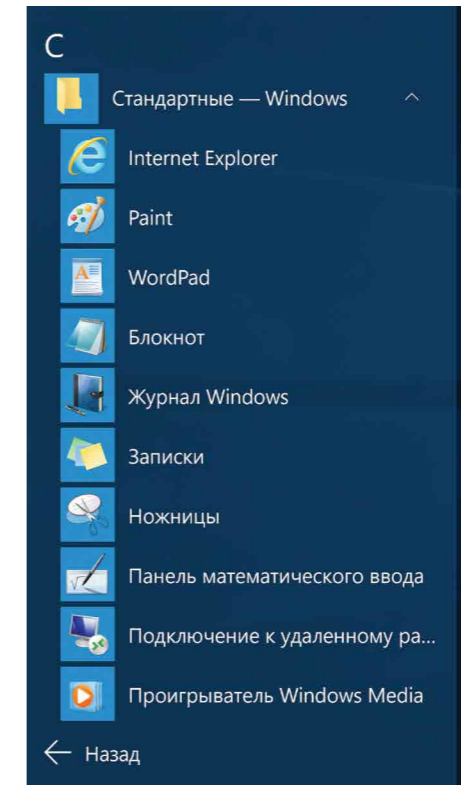 С
Стандартные — Windows
Internet Explorer
Paint
WordPad
Блокнот
Журнал Windows
Записки
Ножницы
Панель математического ввода
Подключение к удаленному ра...
Проигрыватель Windows Media
Назад